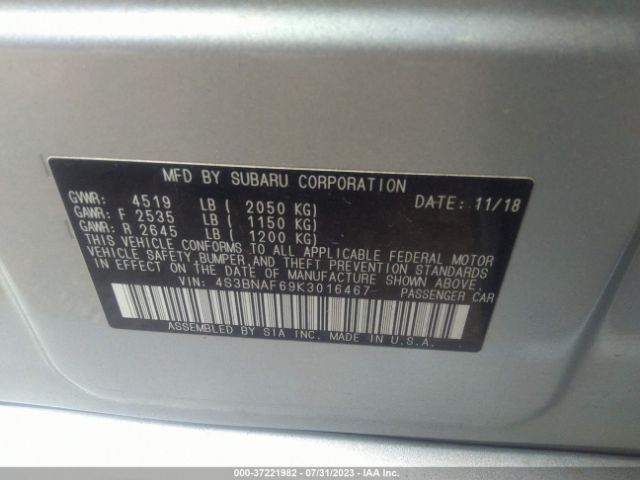 MFD BY SUBARU CORPORATION
GVWR: 4519 LB ( 2050 KG) DATE: 11/18
GAWR: F 2535 LB ( 1150 KG)
GAWR: R 2645 LB ( 1200 KG)
THIS VEHICLE CONFORMS TO ALL APPLICABLE FEDERAL MOTOR
VEHICLE SAFETY, BUMPER, AND THEFT PREVENTION STANDARDS
IN EFFECT ON THE DATE OF MANUFACTURE SHOWN ABOVE.
VIN: 4S3BNAF69K3016467 PASSENGER CAR
ASSEMBLED BY SIA INC. MADE IN U.S.A.
000-37221982 - 07/31/2023 - IAA Inc.